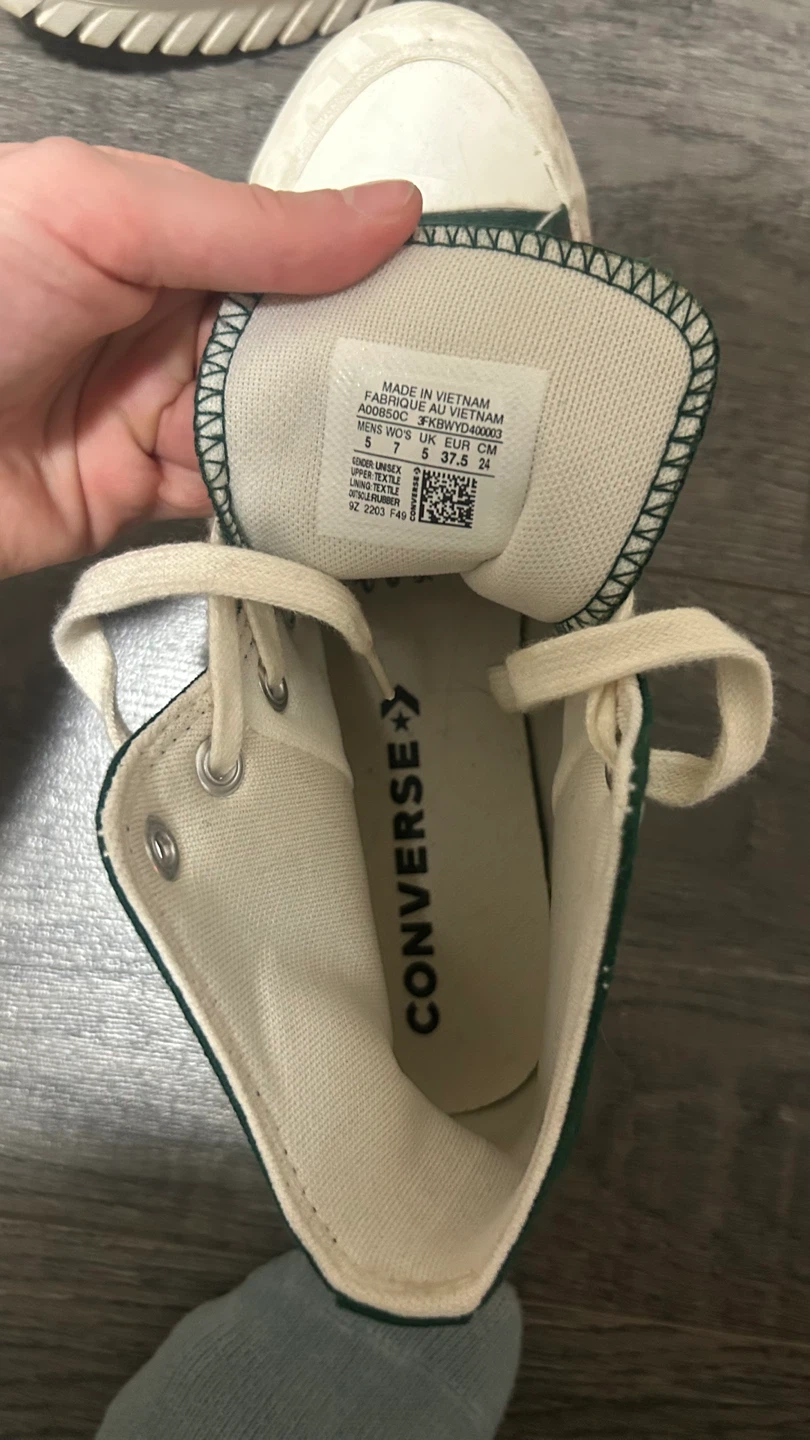 MADE IN VIETNAM
FABRIQUE AU VIETNAM
A00850C 3FKBWYD400003
MENS WO'S UK EUR CM
5 7 5 37.5 24
GENDER: UNISEX
UPPER: TEXTILE
LINING: TEXTILE
OUTSOLE:RUBBER
9Z 2203 F49
CONVERSE
CONVERSE